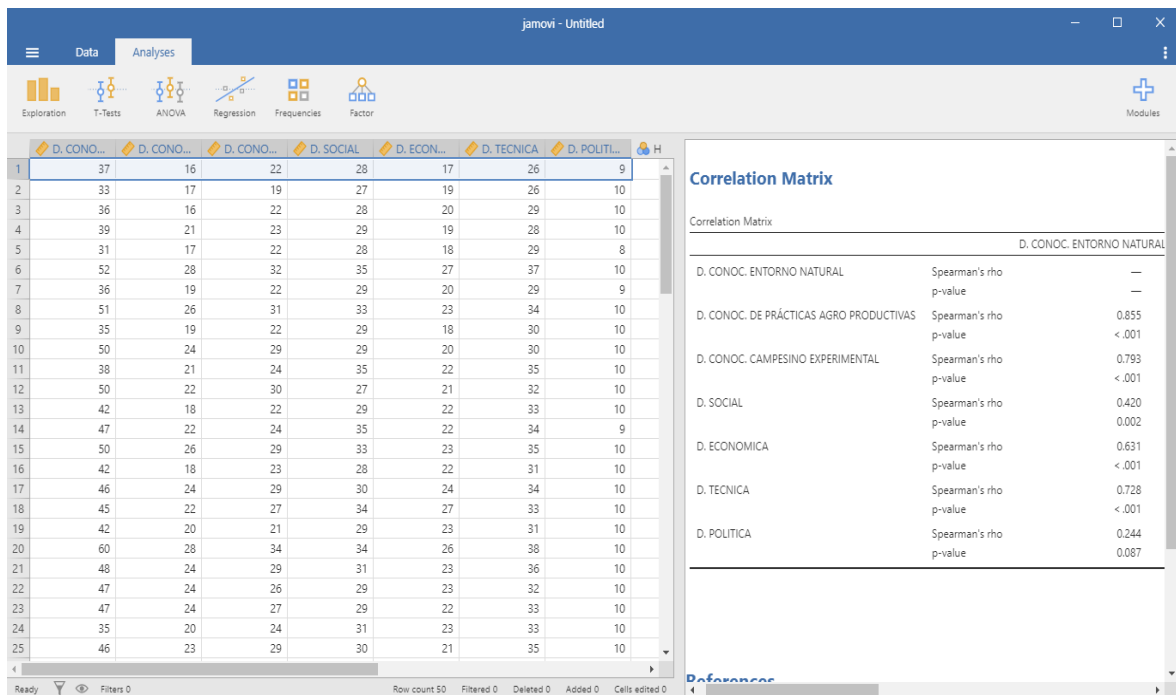 jamovi - Untitled
Data Analyses
Exploration T-Tests ANOVA Regression Frequencies Factor Modules
D. CONO... D. CONO... D. CONO... D. SOCIAL D. ECON... D. TECNICA D. POLITI... H
1 37 16 22 28 17 26 9
2 33 17 19 27 19 26 10
3 36 16 22 28 20 29 10
4 39 21 23 29 19 28 10
5 31 17 22 28 18 29 8
6 52 28 32 35 27 37 10
7 36 19 22 29 20 29 9
8 51 26 31 33 23 34 10
9 35 19 22 29 18 30 10
10 50 24 29 29 20 30 10
11 38 21 24 35 22 35 10
12 50 22 30 27 21 32 10
13 42 18 22 29 22 33 10
14 47 22 24 35 22 34 9
15 50 26 29 33 23 35 10
16 42 18 23 28 22 31 10
17 46 24 29 30 24 34 10
18 45 22 27 34 27 33 10
19 42 20 21 29 23 31 10
20 60 28 34 34 26 38 10
21 48 24 29 31 23 36 10
22 47 24 26 29 23 32 10
23 47 24 27 29 22 33 10
24 35 20 24 31 23 33 10
25 46 23 29 30 21 35 10
Ready Filters 0 Row count 50 Filtered 0 Deleted 0 Added 0 Cells edited 0
Correlation Matrix
Correlation Matrix
D. CONOC. ENTORNO NATURAL
D. CONOC. ENTORNO NATURAL Spearman's rho —
p-value —
D. CONOC. DE PRÁCTICAS AGRO PRODUCTIVAS Spearman's rho 0.855
p-value < .001
D. CONOC. CAMPESINO EXPERIMENTAL Spearman's rho 0.793
p-value < .001
D. SOCIAL Spearman's rho 0.420
p-value 0.002
D. ECONOMICA Spearman's rho 0.631
p-value < .001
D. TECNICA Spearman's rho 0.728
p-value < .001
D. POLITICA Spearman's rho 0.244
p-value 0.087
References